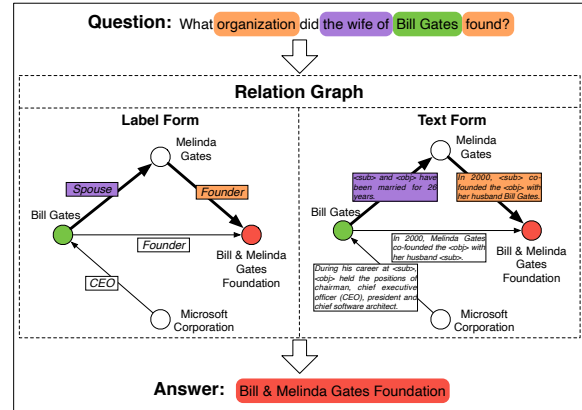 Question: What organization did the wife of Bill Gates found?
Relation Graph
Label Form
Melinda
Gates
Spouse
Founder
Bill Gates
Founder
Bill & Melinda
Gates
Foundation
CEO
Microsoft
Corporation
Text Form
Melinda
Gates
<sub> and <obj> have
been married for 26
years.
In 2000, <sub> co-
founded the <obj> with
her husband Bill Gates.
Bill Gates
In 2000, Melinda Gates
co-founded the <obj> with
her husband <sub>.
Bill & Melinda
Gates
Foundation
During his career at <sub>,
<obj> held the positions of
chairman, chief executive
officer (CEO), president and
chief software architect.
Microsoft
Corporation
Answer: Bill & Melinda Gates Foundation